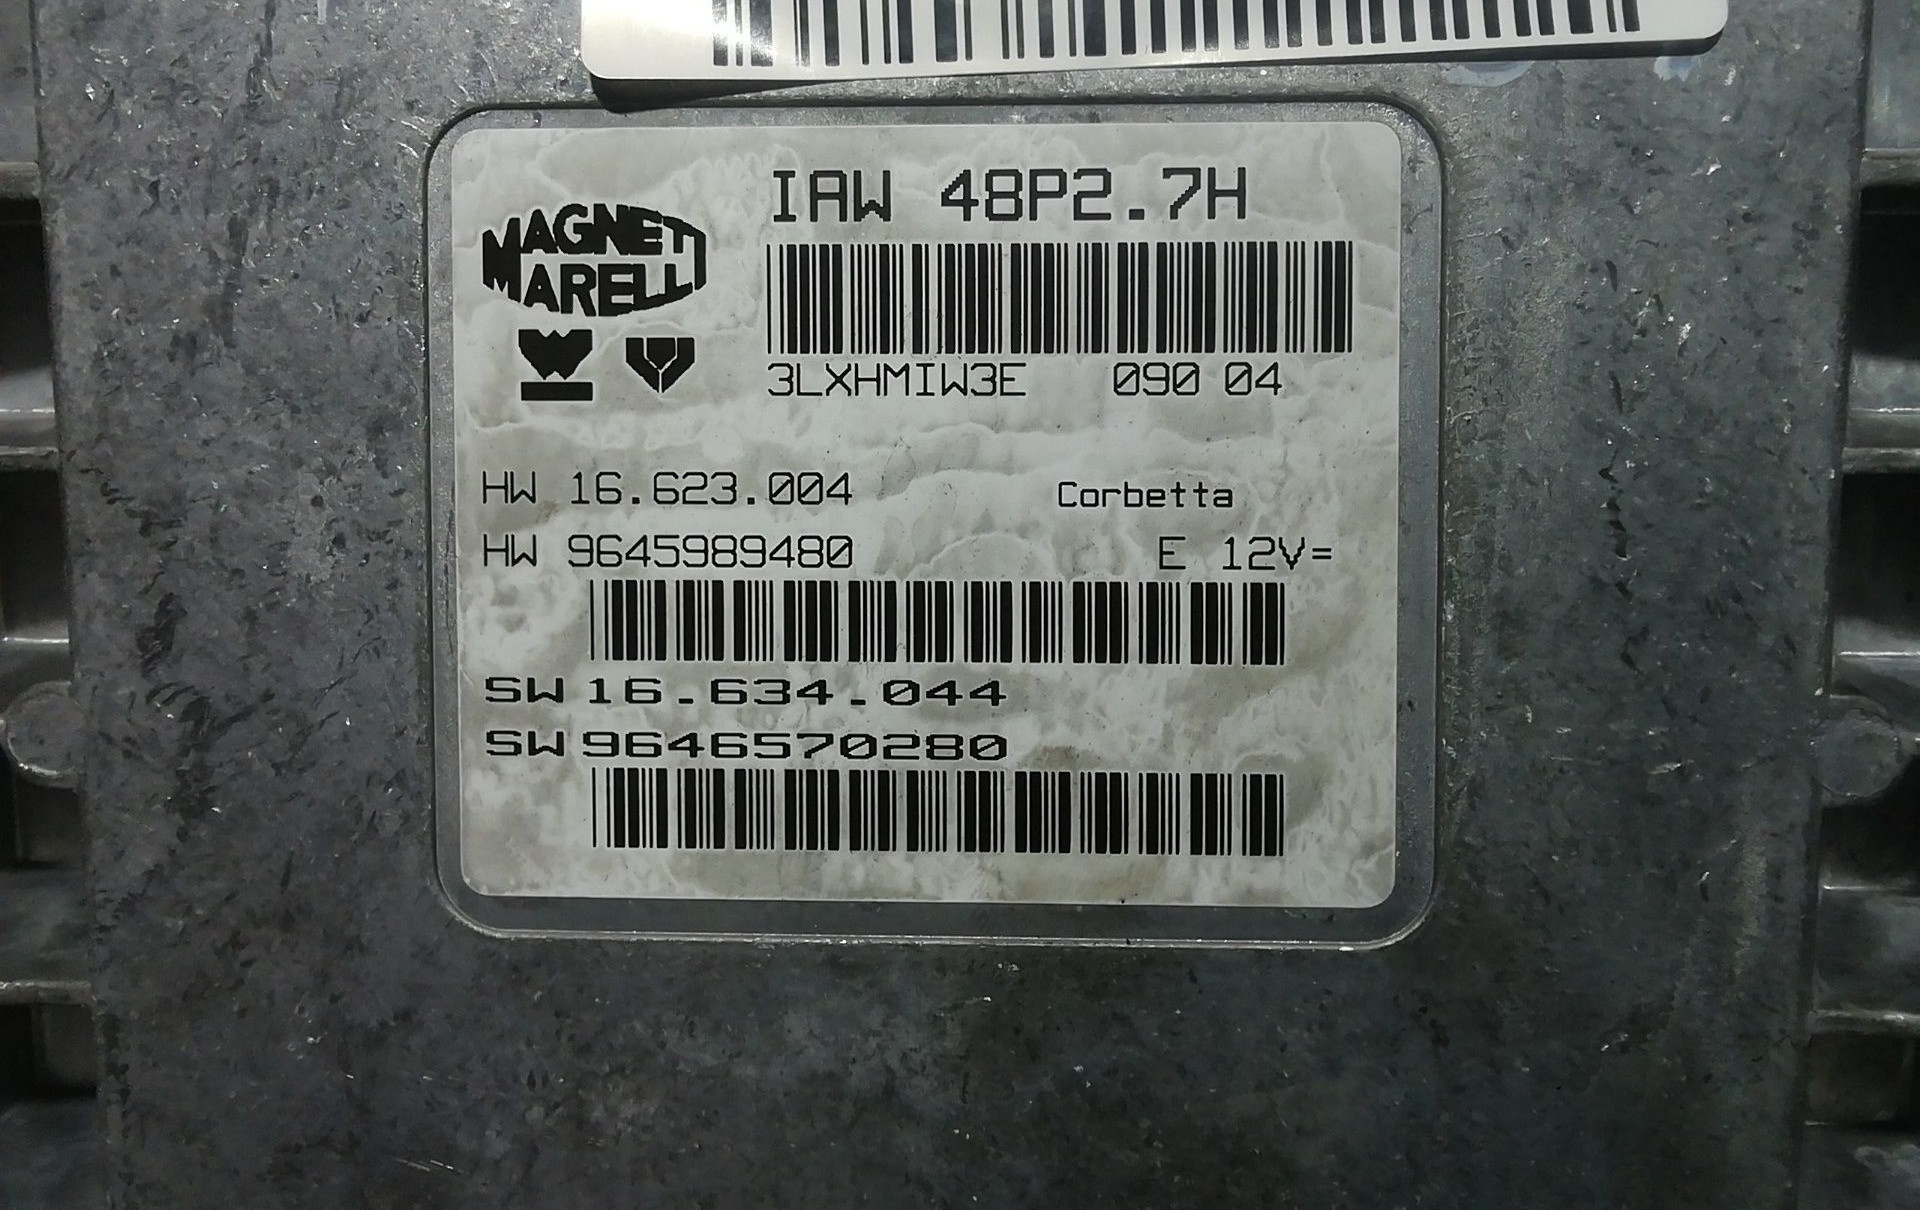 IAW 48P2.7H
MAGNETI
MARELLI
3LXHMIW3E 090 04
HW 16.623.004 Corbetta
HW 9645989480 E 12V=
SW 16.634.044
SW 9646570280